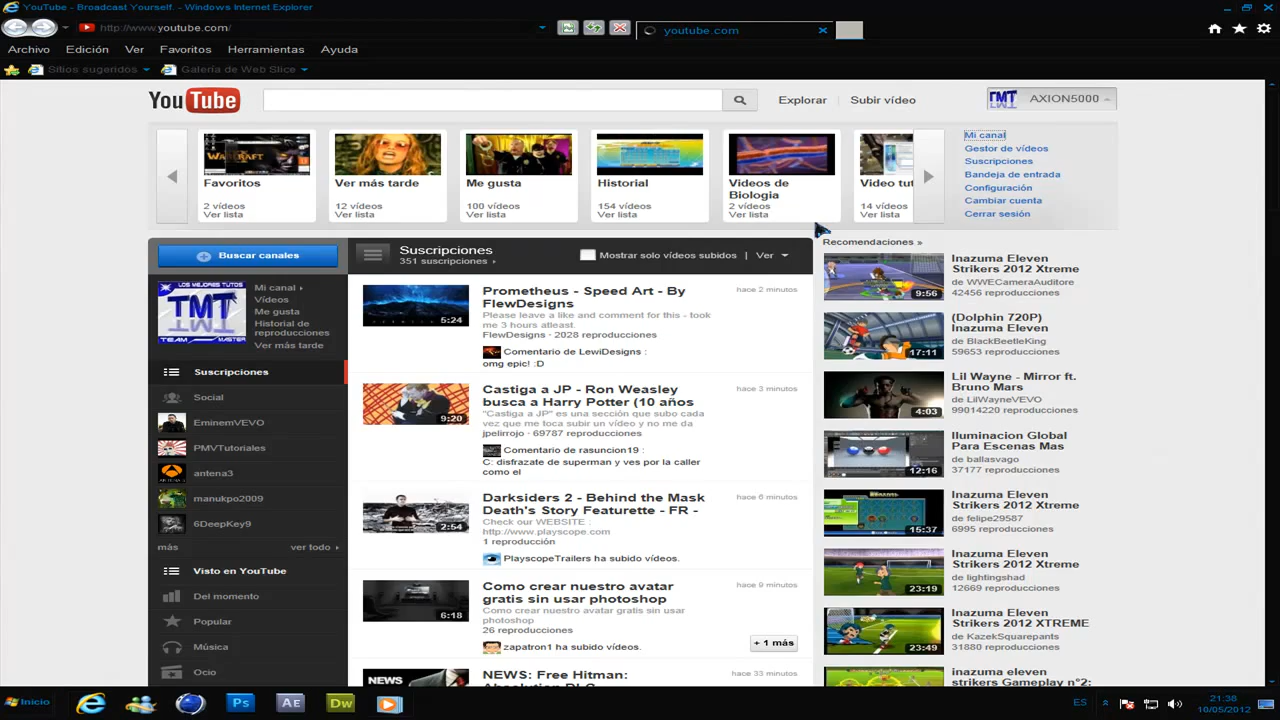 YouTube - Broadcast Yourself. - Windows Internet Explorer
http://www.youtube.com/
youtube.com
Archivo Edición Ver Favoritos Herramientas Ayuda
Sitios sugeridos Galería de Web Slice
YouTube
Explorar Subir vídeo
AXION5000
Favoritos
2 vídeos
Ver lista
Ver más tarde
12 vídeos
Ver lista
Me gusta
100 vídeos
Ver lista
Historial
154 vídeos
Ver lista
Videos de
Biologia
2 vídeos
Ver lista
Video tut
14 vídeos
Ver lista
Mi canal
Gestor de vídeos
Suscripciones
Bandeja de entrada
Configuración
Cambiar cuenta
Cerrar sesión
Buscar canales
LOS MEJORES TUTOS
TMT
TEAM MASTER
Mi canal
Vídeos
Me gusta
Historial de
reproducciones
Ver más tarde
Suscripciones
Social
EminemVEVO
PMVTutoriales
antena3
manukpo2009
6DeepKey9
más ver todo
Visto en YouTube
Del momento
Popular
Música
Ocio
Suscripciones
351 suscripciones
Mostrar solo vídeos subidos | Ver
Prometheus - Speed Art - By
FlewDesigns
hace 2 minutos
Please leave a like and comment for this - took
me 3 hours atleast.
FlewDesigns · 2028 reproducciones
5:24
Comentario de LewiDesigns :
omg epic! :D
Castiga a JP - Ron Weasley
busca a Harry Potter (10 años
hace 3 minutos
"Castiga a JP" es una sección que subo cada
vez que me toca subir un vídeo y no me da
jpelirrojo · 69787 reproducciones
9:20
Comentario de rasuncion19 :
C: disfrazate de superman y ves por la caller
como el
Darksiders 2 - Behind the Mask
Death's Story Featurette - FR -
hace 6 minutos
Check our WEBSITE :
http://www.playscope.com
1 reproducción
2:54
PlayscopeTrailers ha subido vídeos.
Como crear nuestro avatar
gratis sin usar photoshop
hace 9 minutos
Como crear nuestro avatar gratis sin usar
photoshop
26 reproducciones
6:18
zapatron1 ha subido vídeos.
+ 1 más
NEWS
NEWS: Free Hitman:
hace 33 minutos
Recomendaciones »
Inazuma Eleven
Strikers 2012 Xtreme
de WWECameraAuditore
42456 reproducciones
9:56
(Dolphin 720P)
Inazuma Eleven
de BlackBeetleKing
59653 reproducciones
17:11
Lil Wayne - Mirror ft.
Bruno Mars
de LilWayneVEVO
99014220 reproducciones
4:03
Iluminacion Global
Para Escenas Mas
de ballasvago
37177 reproducciones
12:16
Inazuma Eleven
Strikers 2012 Xtreme
de felipe29587
6995 reproducciones
15:37
Inazuma Eleven
Strikers 2012 Xtreme
de lightingshad
12669 reproducciones
23:19
Inazuma Eleven
Strikers 2012 XTREME
de KazekSquarepants
31880 reproducciones
23:49
inazuma eleven
strikers Gameplay nº2:
Inicio
Ps
Ae
Dw
ES
21:38
10/05/2012